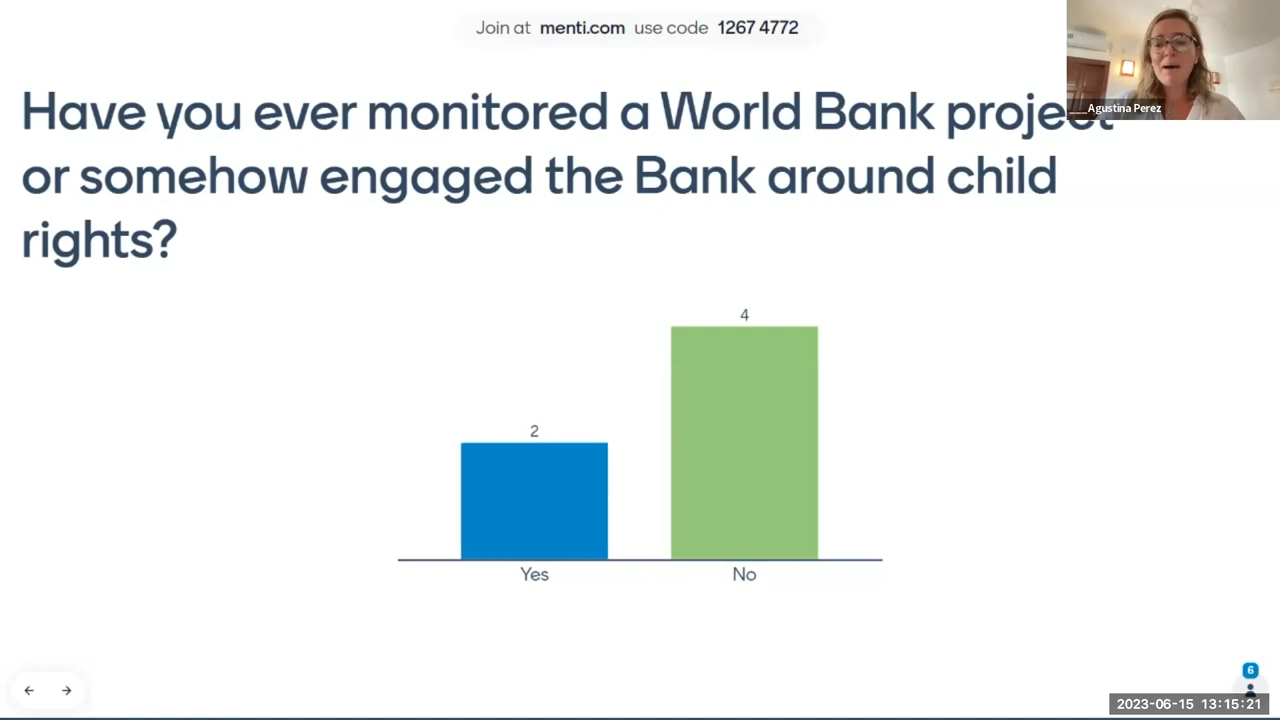 Join at menti.com use code 1267 4772
___Agustina Perez
Have you ever monitored a World Bank project
or somehow engaged the Bank around child
rights?
4
2
Yes
No
6
2023-06-15 13:15:21